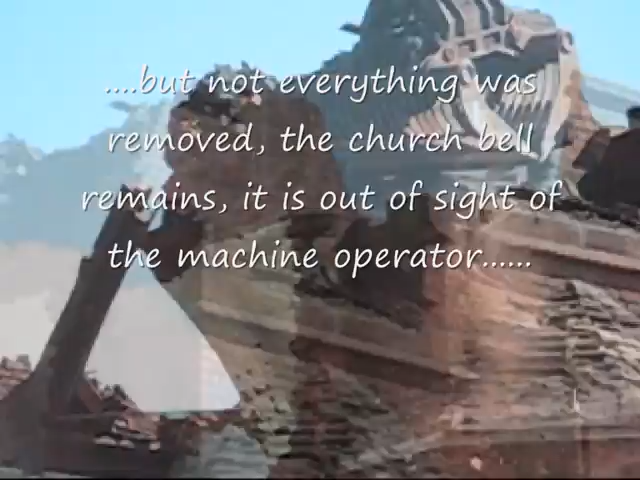 ....but not everything was
removed, the church bell
remains, it is out of sight of
the machine operator......